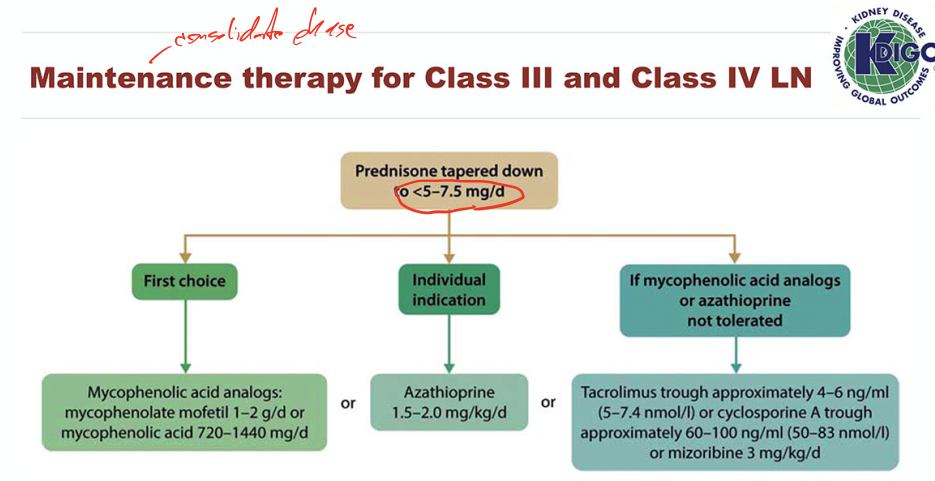 consolidate phase
Maintenance therapy for Class III and Class IV LN
KIDNEY DISEASE
KDIGO
IMPROVING GLOBAL OUTCOMES
Prednisone tapered down
to <5–7.5 mg/d
First choice
Individual
indication
If mycophenolic acid analogs
or azathioprine
not tolerated
Mycophenolic acid analogs:
mycophenolate mofetil 1–2 g/d or
mycophenolic acid 720–1440 mg/d
or
Azathioprine
1.5–2.0 mg/kg/d
or
Tacrolimus trough approximately 4–6 ng/ml
(5–7.4 nmol/l) or cyclosporine A trough
approximately 60–100 ng/ml (50–83 nmol/l)
or mizoribine 3 mg/kg/d